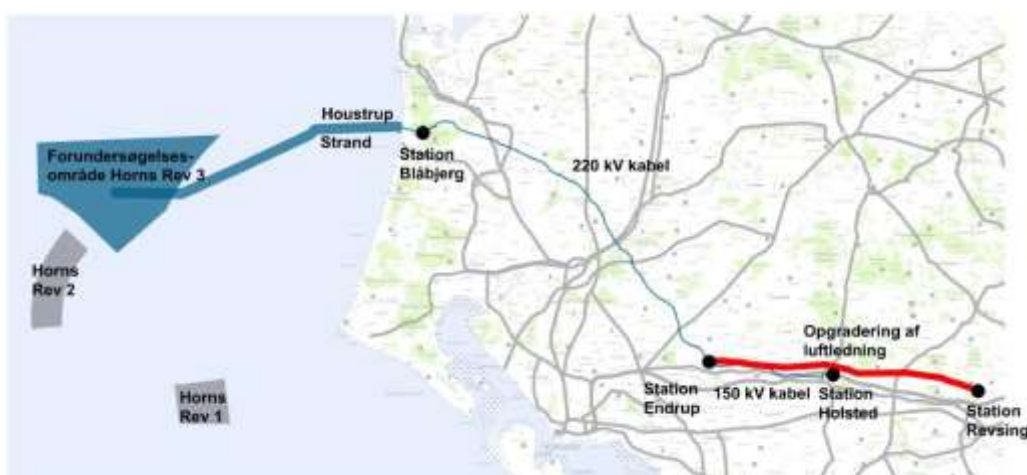 Houstrup
Strand
Forundersøgelses-
område Horns Rev 3
Station
Blåbjerg
220 kV kabel
Horns
Rev 2
Horns
Rev 1
Opgradering af
luftledning
Station
Endrup
150 kV kabel
Station
Holsted
Station
Revsing